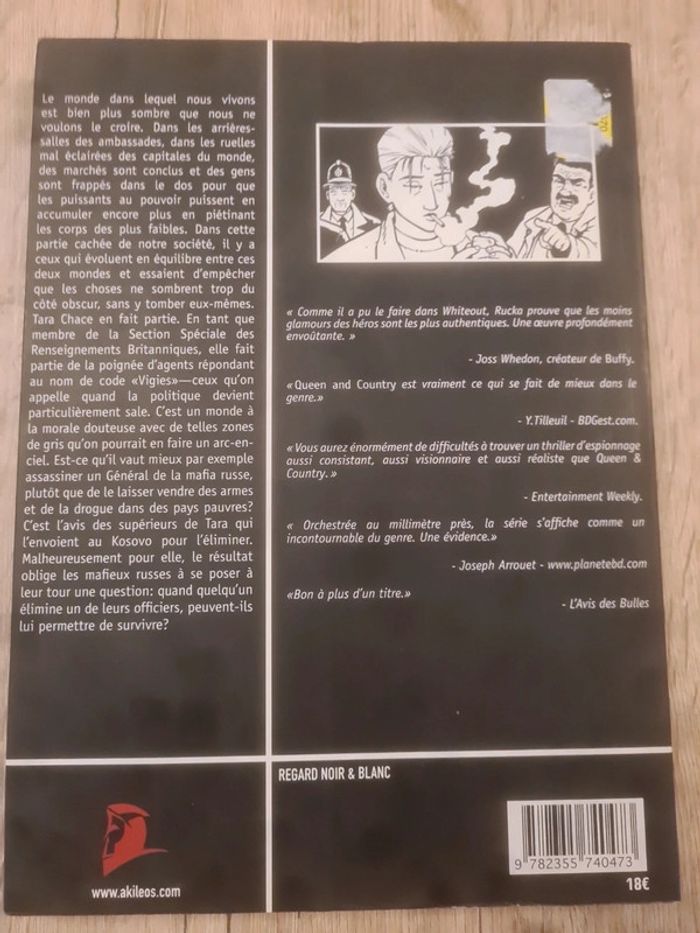 Le monde dans lequel nous vivons
est bien plus sombre que nous ne
voulons le croire. Dans les arrières-
salles des ambassades, dans les ruelles
mal éclairées des capitales du monde,
des marchés sont conclus et des gens
sont frappés dans le dos pour que
les puissants au pouvoir puissent en
accumuler encore plus en piétinant
les corps des plus faibles. Dans cette
partie cachée de notre société, il y a
ceux qui évoluent en équilibre entre ces
deux mondes et essaient d'empêcher
que les choses ne sombrent trop du
côté obscur, sans y tomber eux-mêmes.
Tara Chace en fait partie. En tant que
membre de la Section Spéciale des
Renseignements Britanniques, elle fait
partie de la poignée d'agents répondant
au nom de code «Vigies»—ceux qu'on
appelle quand la politique devient
particulièrement sale. C'est un monde à
la morale douteuse avec de telles zones
de gris qu'on pourrait en faire un arc-en-
ciel. Est-ce qu'il vaut mieux par exemple
assassiner un Général de la mafia russe,
plutôt que de le laisser vendre des armes
et de la drogue dans des pays pauvres?
C'est l'avis des supérieurs de Tara qui
l'envoient au Kosovo pour l'éliminer.
Malheureusement pour elle, le résultat
oblige les mafieux russes à se poser à
leur tour une question: quand quelqu'un
élimine un de leurs officiers, peuvent-ils
lui permettre de survivre?
« Comme il a pu le faire dans Whiteout, Rucka prouve que les moins
glamours des héros sont les plus authentiques. Une œuvre profondément
envoûtante. »
- Joss Whedon, créateur de Buffy.
«Queen and Country est vraiment ce qui se fait de mieux dans le
genre.»
- Y.Tilleuil - BDGest.com.
«Vous aurez énormément de difficultés à trouver un thriller d'espionnage
aussi consistant, aussi visionnaire et aussi réaliste que Queen &
Country.»
- Entertainment Weekly.
« Orchestrée au millimètre près, la série s'affiche comme un
incontournable du genre. Une évidence.»
- Joseph Arrouet - www.planetebd.com
«Bon à plus d'un titre.»
- L'Avis des Bulles
REGARD NOIR & BLANC
www.akileos.com
9 782355 740473
18€